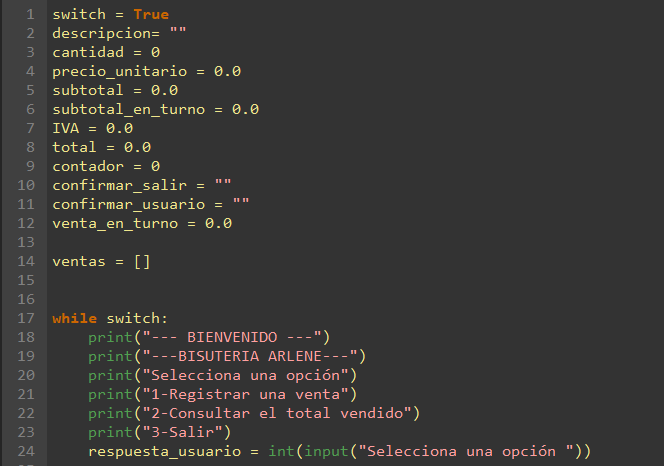 1 switch = True
2 descripcion= ""
3 cantidad = 0
4 precio_unitario = 0.0
5 subtotal = 0.0
6 subtotal_en_turno = 0.0
7 IVA = 0.0
8 total = 0.0
9 contador = 0
10 confirmar_salir = ""
11 confirmar_usuario = ""
12 venta_en_turno = 0.0
13
14 ventas = []
15
16
17 while switch:
18     print("--- BIENVENIDO ---")
19     print("---BISUTERIA ARLENE---")
20     print("Selecciona una opción")
21     print("1-Registrar una venta")
22     print("2-Consultar el total vendido")
23     print("3-Salir")
24     respuesta_usuario = int(input("Selecciona una opción "))